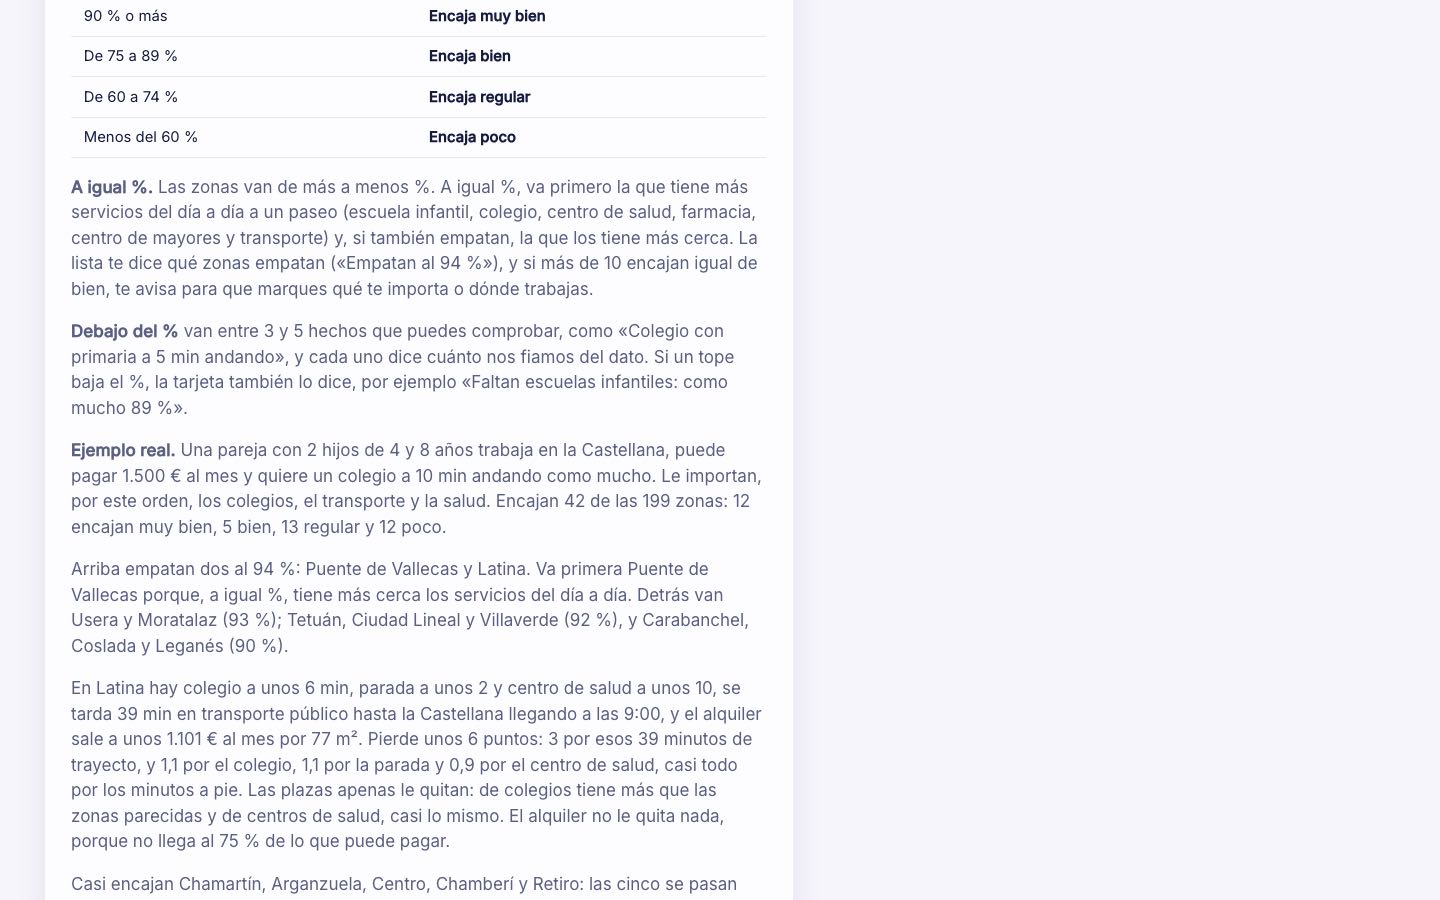 90 % o más
Encaja muy bien
De 75 a 89 %
Encaja bien
De 60 a 74 %
Encaja regular
Menos del 60 %
Encaja poco
A igual %. Las zonas van de más a menos %. A igual %, va primero la que tiene más
servicios del día a día a un paseo (escuela infantil, colegio, centro de salud, farmacia,
centro de mayores y transporte) y, si también empatan, la que los tiene más cerca. La
lista te dice qué zonas empatan («Empatan al 94 %»), y si más de 10 encajan igual de
bien, te avisa para que marques qué te importa o dónde trabajas.
Debajo del % van entre 3 y 5 hechos que puedes comprobar, como «Colegio con
primaria a 5 min andando», y cada uno dice cuánto nos fiamos del dato. Si un tope
baja el %, la tarjeta también lo dice, por ejemplo «Faltan escuelas infantiles: como
mucho 89 %».
Ejemplo real. Una pareja con 2 hijos de 4 y 8 años trabaja en la Castellana, puede
pagar 1.500 € al mes y quiere un colegio a 10 min andando como mucho. Le importan,
por este orden, los colegios, el transporte y la salud. Encajan 42 de las 199 zonas: 12
encajan muy bien, 5 bien, 13 regular y 12 poco.
Arriba empatan dos al 94 %: Puente de Vallecas y Latina. Va primera Puente de
Vallecas porque, a igual %, tiene más cerca los servicios del día a día. Detrás van
Usera y Moratalaz (93 %); Tetuán, Ciudad Lineal y Villaverde (92 %), y Carabanchel,
Coslada y Leganés (90 %).
En Latina hay colegio a unos 6 min, parada a unos 2 y centro de salud a unos 10, se
tarda 39 min en transporte público hasta la Castellana llegando a las 9:00, y el alquiler
sale a unos 1.101 € al mes por 77 m². Pierde unos 6 puntos: 3 por esos 39 minutos de
trayecto, y 1,1 por el colegio, 1,1 por la parada y 0,9 por el centro de salud, casi todo
por los minutos a pie. Las plazas apenas le quitan: de colegios tiene más que las
zonas parecidas y de centros de salud, casi lo mismo. El alquiler no le quita nada,
porque no llega al 75 % de lo que puede pagar.
Casi encajan Chamartín, Arganzuela, Centro, Chamberí y Retiro: las cinco se pasan